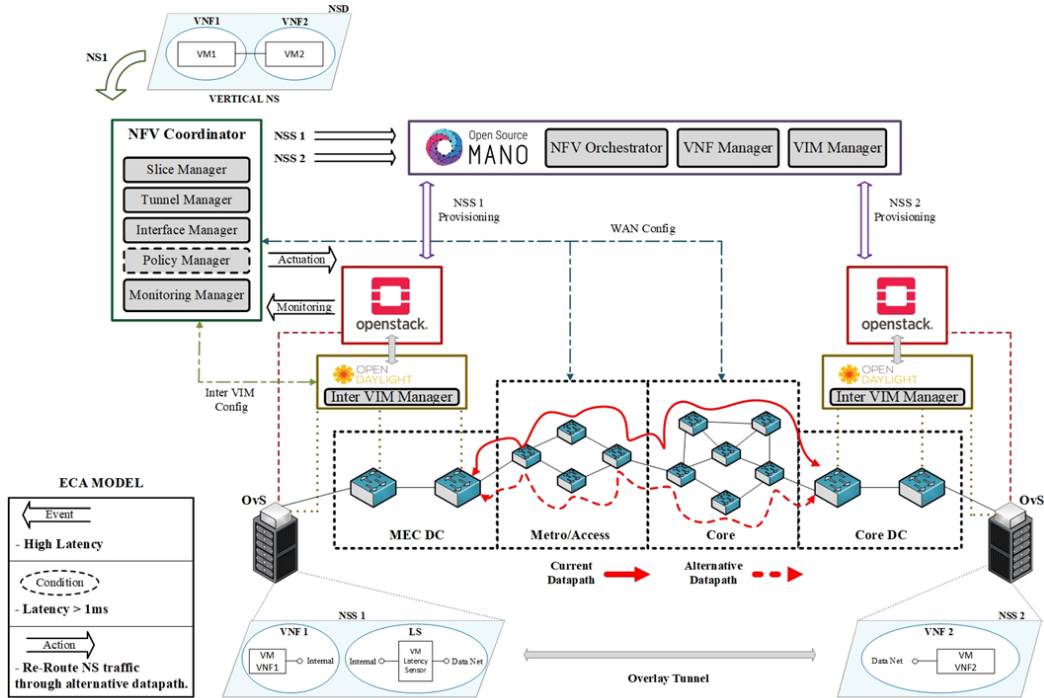 NSD
VNF1
VNF2
VM1
VM2
NS1
VERTICAL NS
NFV Coordinator
Slice Manager
Tunnel Manager
Interface Manager
Policy Manager
Monitoring Manager
NSS 1
NSS 2
Open Source
MANO
NFV Orchestrator
VNF Manager
VIM Manager
NSS 1
Provisioning
NSS 2
Provisioning
WAN Config
Actuation
Monitoring
openstack.
openstack.
OPEN
DAYLIGHT
Inter VIM Manager
OPEN
DAYLIGHT
Inter VIM Manager
Inter VIM
Config
ECA MODEL
Event
- High Latency
Condition
- Latency > 1ms
Action
- Re-Route NS traffic
through alternative datapath.
OvS
OvS
MEC DC
Metro/Access
Core
Core DC
Current
Datapath
Alternative
Datapath
NSS 1
VNF 1
VM
VNF1
Internal
LS
Internal
VM
Latency
Sensor
Data Net
Overlay Tunnel
NSS 2
VNF 2
Data Net
VM
VNF2